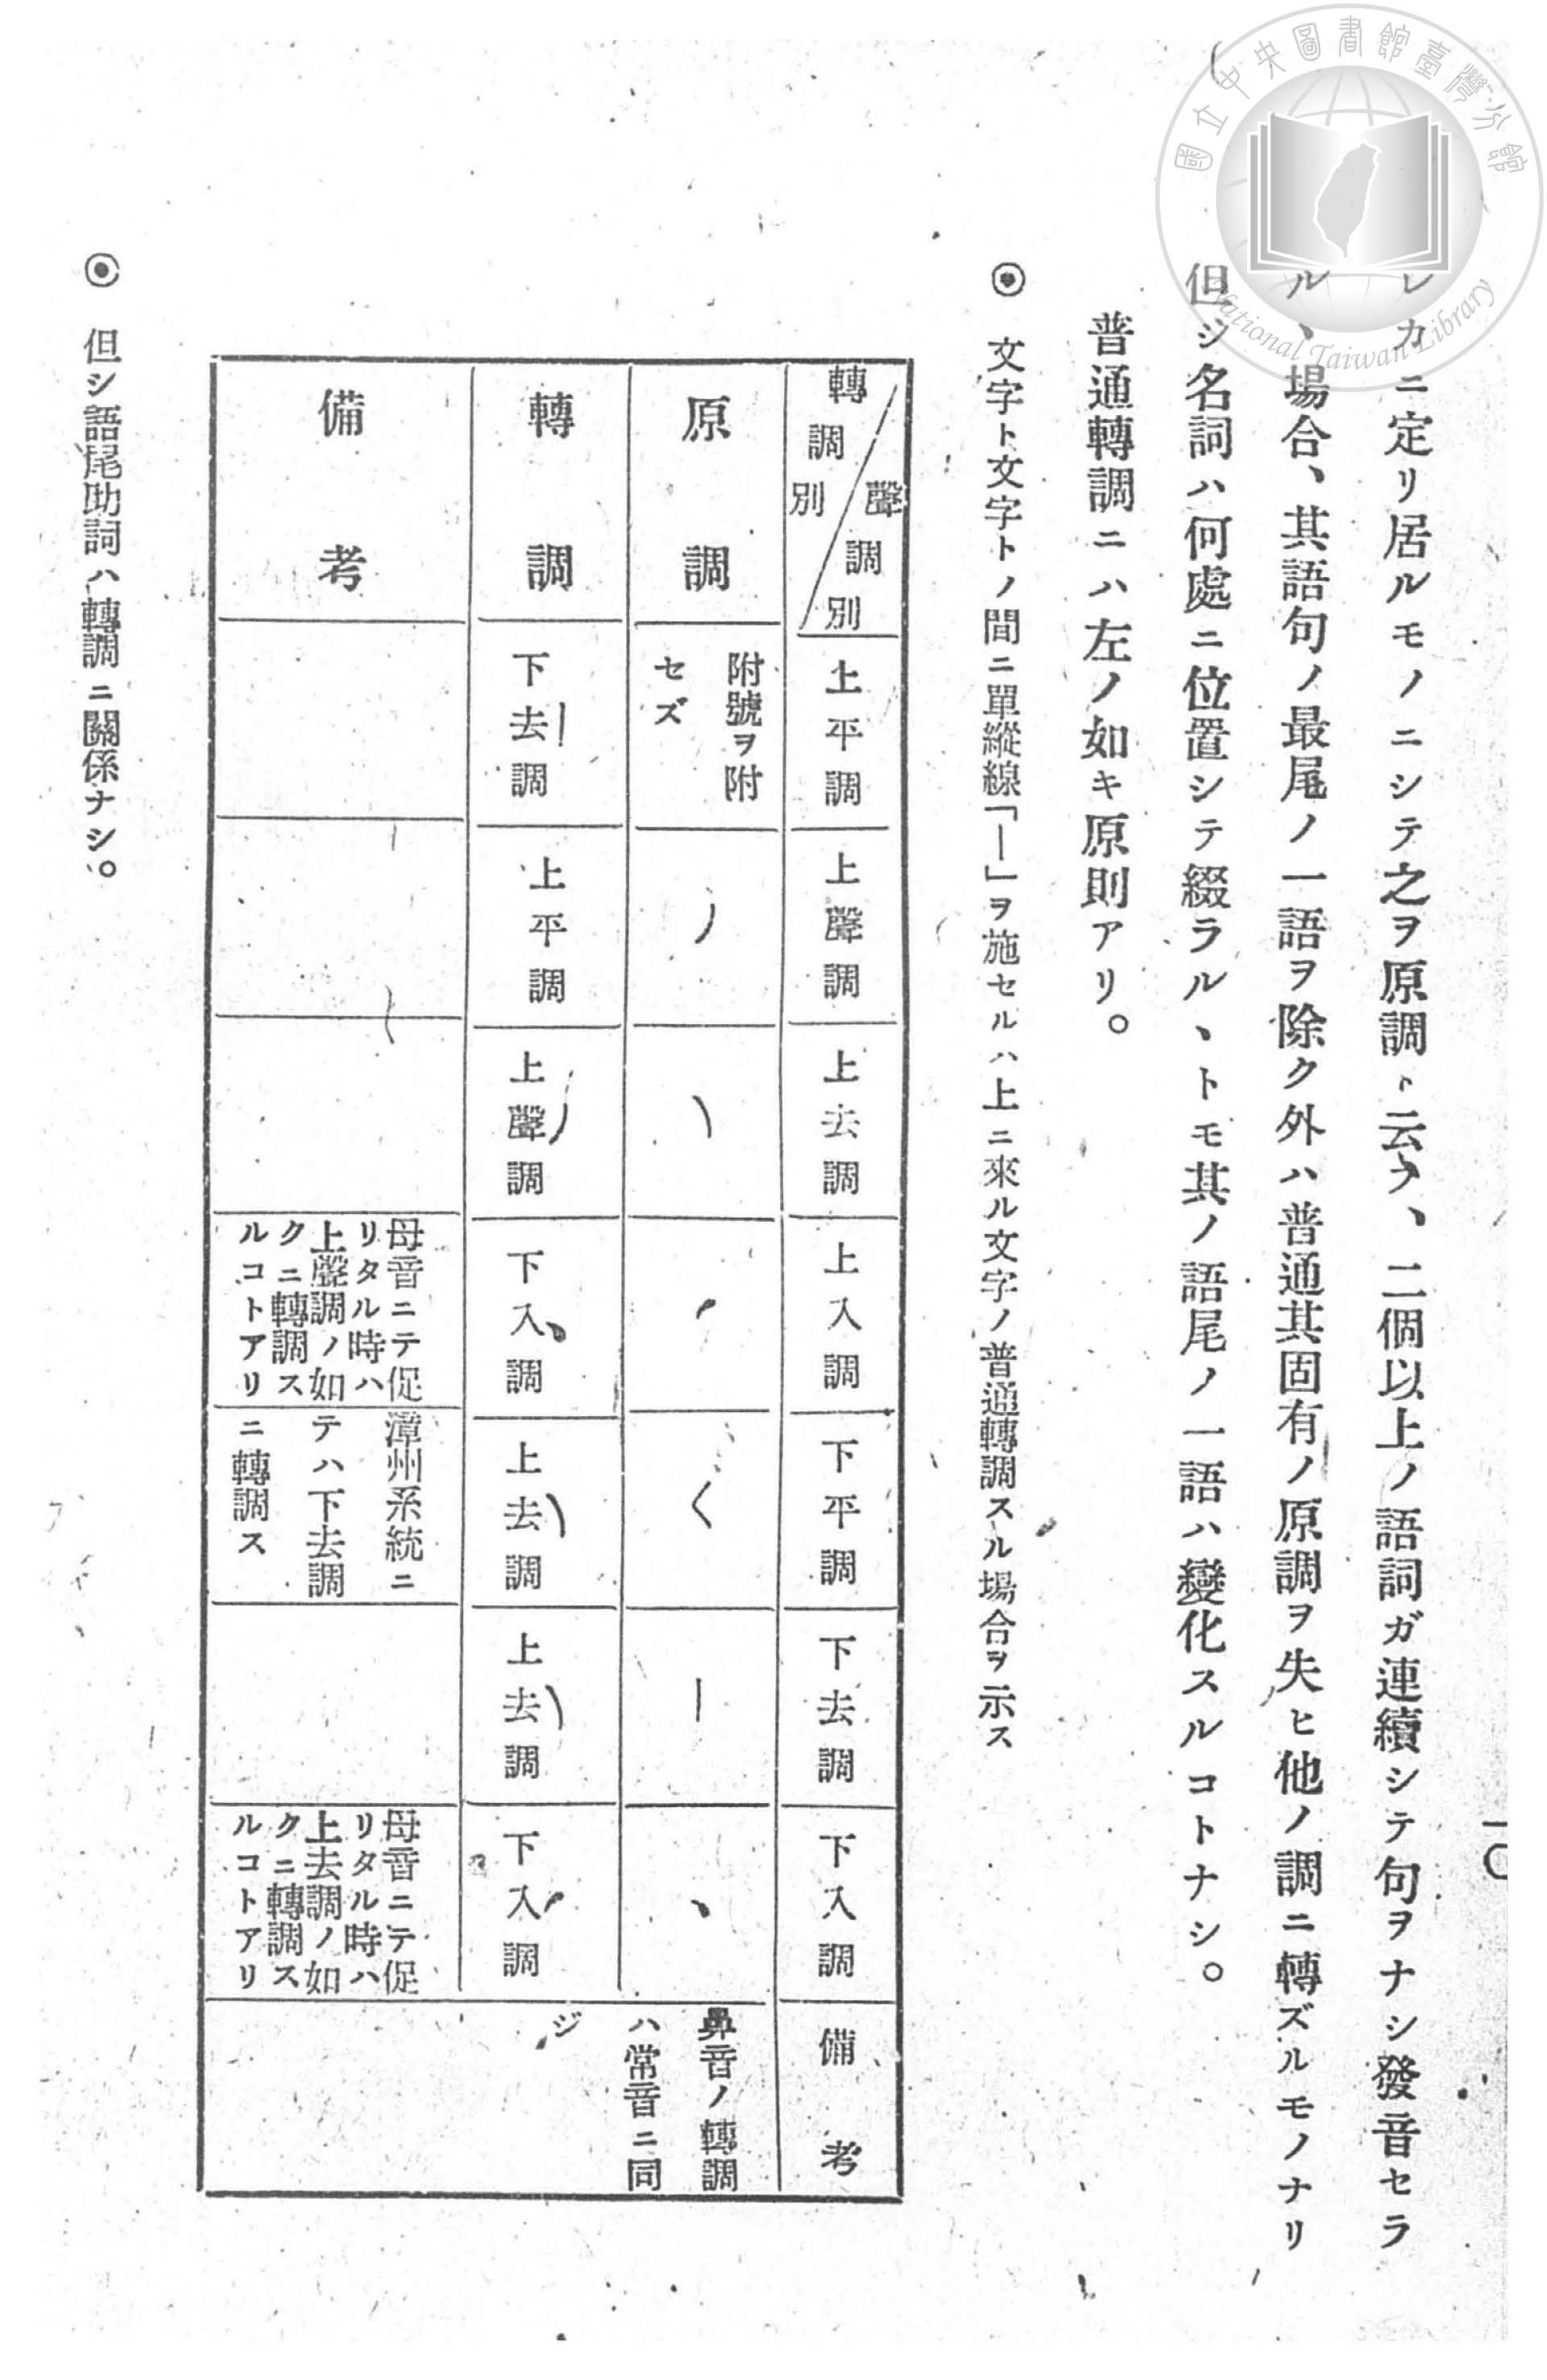 一〇
レカニ定リ居ルモノニシテ之ヲ原調ト云フ、二個以上ノ語詞ガ連續シテ句ヲナシ發音セラ
ル、場合、其語句ノ最尾ノ一語ヲ除ク外ハ普通其固有ノ原調ヲ失ヒ他ノ調ニ轉ズルモノナリ
但シ名詞ハ何處ニ位置シテ綴ラル、トモ其ノ語尾ノ一語ハ變化スルコトナシ。
普通轉調ニハ左ノ如キ原則アリ。
◉ 文字ト文字トノ間ニ單縱線「｜」ヲ施セルハ上ニ來ル文字ノ普通轉調スル場合ヲ示ス
聲調別
轉調別
上平調
上聲調
上去調
上入調
下平調
下去調
下入調
備考
原調
附號ヲ附
セズ
ノ
㇏
く
｜
、
鼻音ノ轉調
ハ常音ニ同
ジ
轉調
下去調｜
上平調
上聲調ノ
下入調、
上去調
上去調
下入調
備考
母音ニテ促
リタル時ハ
上聲調ノ如
クニ轉調ス
ルコトアリ
漳州系統ニ
テハ下去調
ニ轉調ス
母音ニテ促
リタル時ハ
上去調ノ如
クニ轉調ス
ルコトアリ
◉ 但シ語尾助詞ハ轉調ニ關係ナシ。
國立中央圖書館臺灣分館
National Taiwan Library